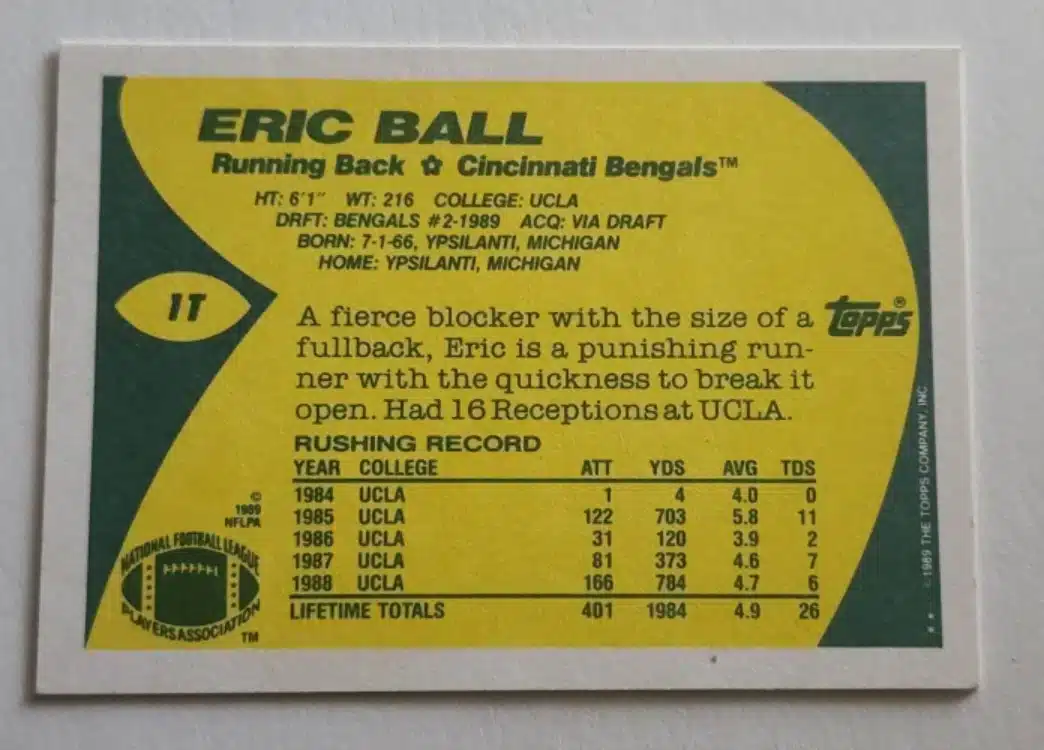 ERIC BALL
Running Back ✿ Cincinnati Bengals™
HT: 6'1" WT: 216 COLLEGE: UCLA
DRFT: BENGALS #2-1989 ACQ: VIA DRAFT
BORN: 7-1-66, YPSILANTI, MICHIGAN
HOME: YPSILANTI, MICHIGAN
1T
Topps®
A fierce blocker with the size of a
fullback, Eric is a punishing run-
ner with the quickness to break it
open. Had 16 Receptions at UCLA.
RUSHING RECORD
YEAR COLLEGE ATT YDS AVG TDS
1984 UCLA 1 4 4.0 0
1985 UCLA 122 703 5.8 11
1986 UCLA 31 120 3.9 2
1987 UCLA 81 373 4.6 7
1988 UCLA 166 784 4.7 6
LIFETIME TOTALS 401 1984 4.9 26
©
1989
NFLPA
NATIONAL FOOTBALL LEAGUE
PLAYERS ASSOCIATION
TM
** © 1989 THE TOPPS COMPANY, INC